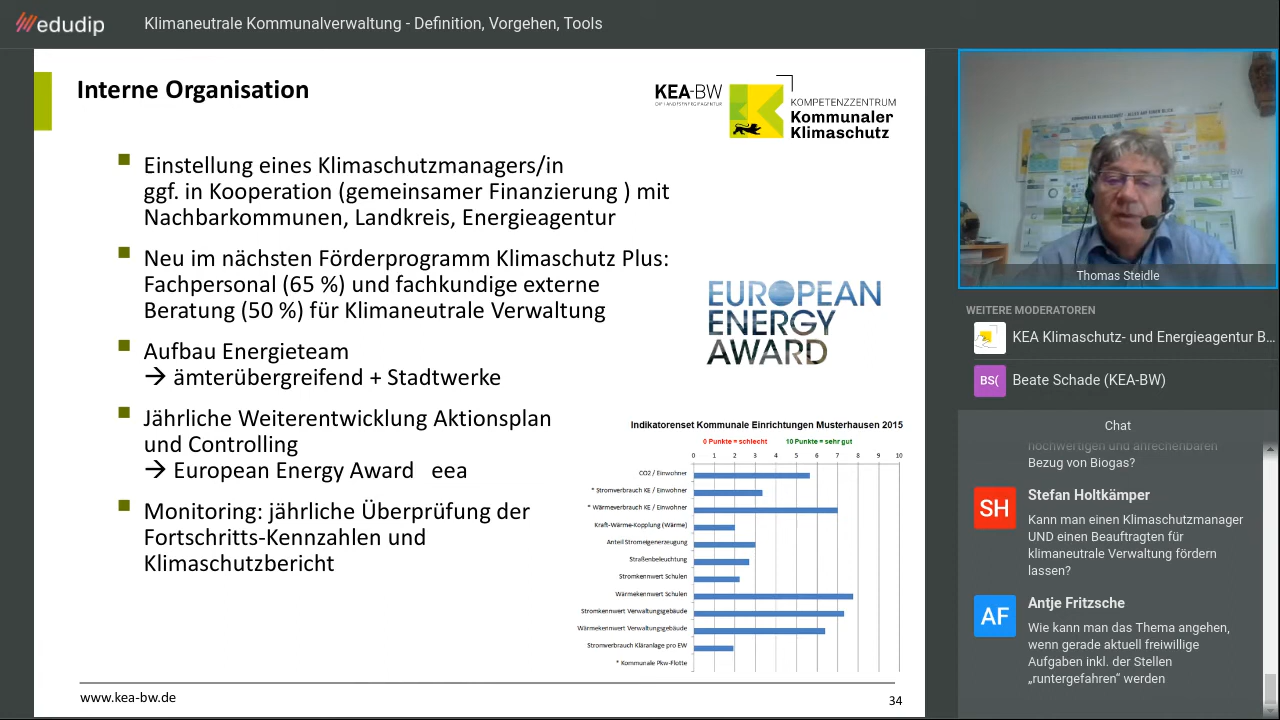 edudip
Klimaneutrale Kommunalverwaltung - Definition, Vorgehen, Tools
Interne Organisation
KEA-BW
DIE LANDESENERGIEAGENTUR
KOMPETENZZENTRUM
Kommunaler
Klimaschutz
Einstellung eines Klimaschutzmanagers/in
ggf. in Kooperation (gemeinsamer Finanzierung ) mit
Nachbarkommunen, Landkreis, Energieagentur
Neu im nächsten Förderprogramm Klimaschutz Plus:
Fachpersonal (65 %) und fachkundige externe
Beratung (50 %) für Klimaneutrale Verwaltung
Aufbau Energieteam
→ ämterübergreifend + Stadtwerke
Jährliche Weiterentwicklung Aktionsplan
und Controlling
→ European Energy Award eea
Monitoring: jährliche Überprüfung der
Fortschritts-Kennzahlen und
Klimaschutzbericht
EUROPEAN
ENERGY
AWARD
Indikatorenset Kommunale Einrichtungen Musterhausen 2015
0 Punkte = schlecht 10 Punkte = sehr gut
0 1 2 3 4 5 6 7 8 9 10
CO2 / Einwohner
* Stromverbrauch KE / Einwohner
* Wärmeverbrauch KE / Einwohner
Kraft-Wärme-Kopplung (Wärme)
Anteil Stromeigenerzeugung
Straßenbeleuchtung
Stromkennwert Schulen
Wärmekennwert Schulen
Stromkennwert Verwaltungsgebäude
Wärmekennwert Verwaltungsgebäude
Stromverbrauch Kläranlage pro EW
* Kommunale Pkw-Flotte
www.kea-bw.de
34
Thomas Steidle
WEITERE MODERATOREN
KEA Klimaschutz- und Energieagentur B...
BS(
Beate Schade (KEA-BW)
Chat
hochwertigen und anrechenbaren
Bezug von Biogas?
SH
Stefan Holtkämper
Kann man einen Klimaschutzmanager
UND einen Beauftragten für
klimaneutrale Verwaltung fördern
lassen?
AF
Antje Fritzsche
Wie kann man das Thema angehen,
wenn gerade aktuell freiwillige
Aufgaben inkl. der Stellen
„runtergefahren“ werden